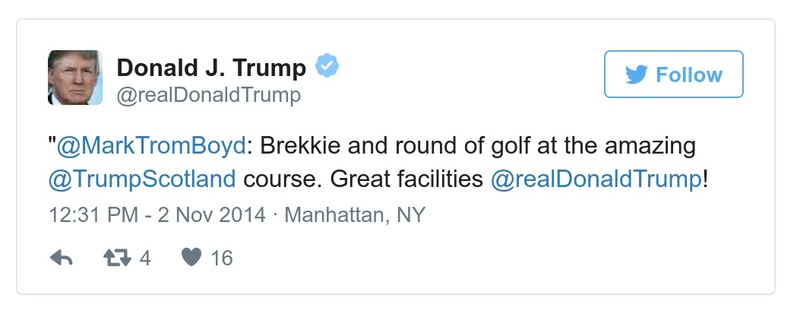 Donald J. Trump
@realDonaldTrump
Follow
"@MarkTromBoyd: Brekkie and round of golf at the amazing
@TrumpScotland course. Great facilities @realDonaldTrump!
12:31 PM - 2 Nov 2014 · Manhattan, NY
4 16